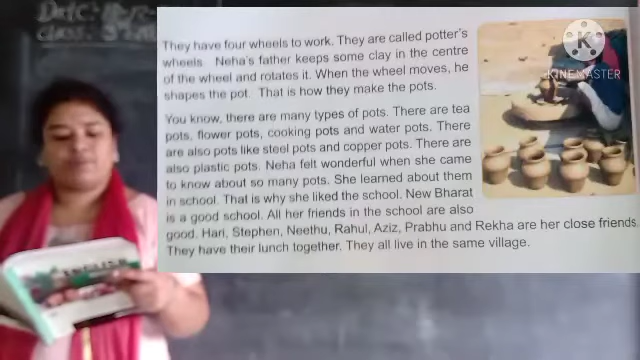 Date:
class:
KINEMASTER
They have four wheels to work. They are called potter's
wheels. Neha's father keeps some clay in the centre
of the wheel and rotates it. When the wheel moves, he
shapes the pot. That is how they make the pots.
You know, there are many types of pots. There are tea
pots, flower pots, cooking pots and water pots. There
are also pots like steel pots and copper pots. There are
also plastic pots. Neha felt wonderful when she came
to know about so many pots. She learned about them
in school. That is why she liked the school. New Bharat
is a good school. All her friends in the school are also
good. Hari, Stephen, Neethu, Rahul, Aziz, Prabhu and Rekha are her close friends.
They have their lunch together. They all live in the same village.
ENGLISH